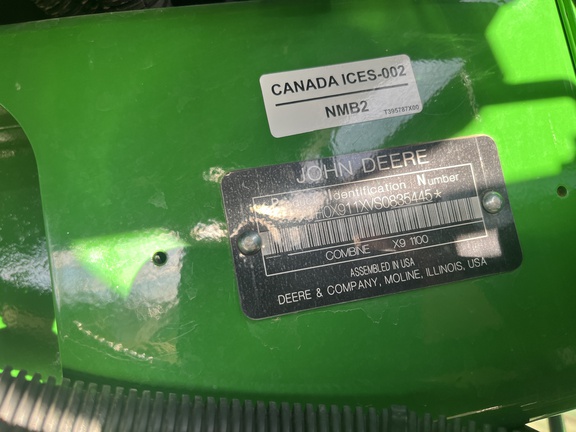 CANADA ICES-002
NMB2
T395787X00
JOHN DEERE
Identification Number
COMBINE X9 1100
ASSEMBLED IN USA
DEERE & COMPANY, MOLINE, ILLINOIS, USA